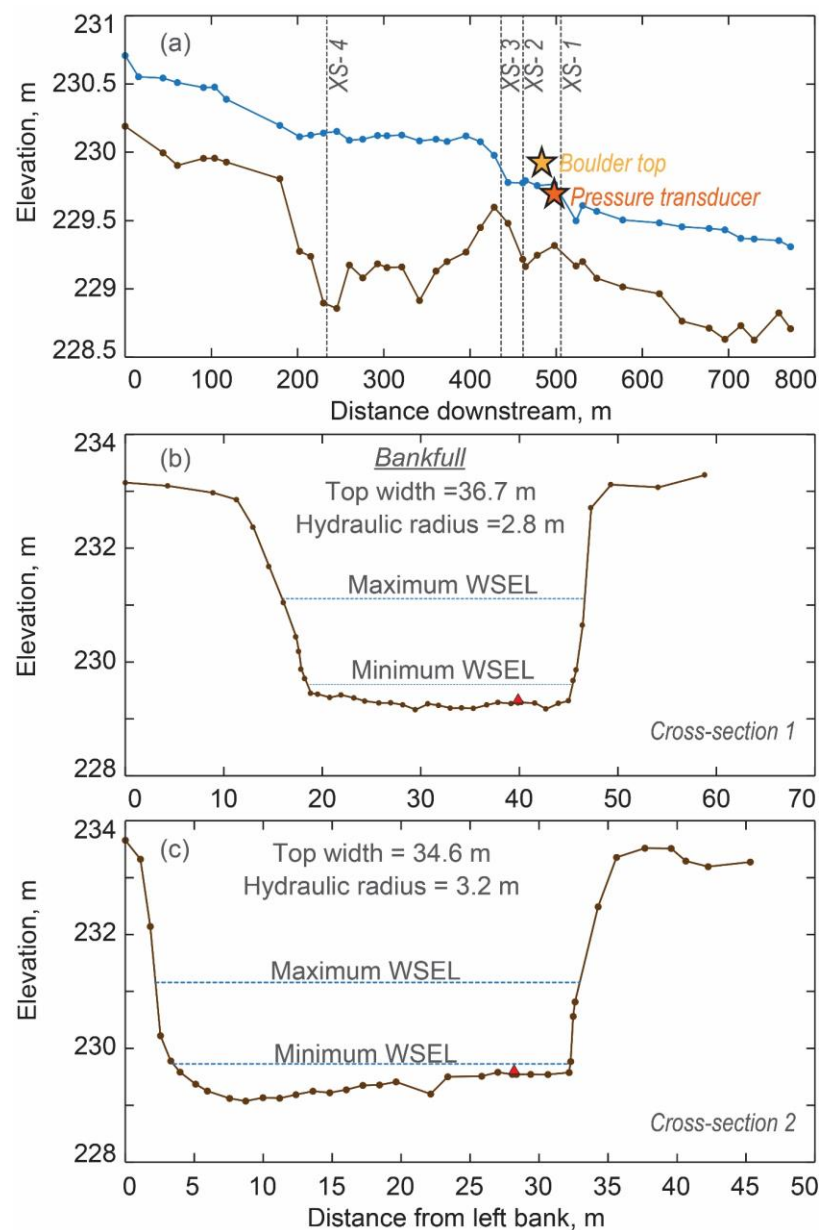 231
(a)
XS- 4
XS- 3
XS- 2
XS- 1
230.5
230
Boulder top
Pressure transducer
229.5
229
228.5
Elevation, m
0 100 200 300 400 500 600 700 800
Distance downstream, m
234
(b)
Bankfull
Top width =36.7 m
Hydraulic radius =2.8 m
232
Maximum WSEL
230
Minimum WSEL
Cross-section 1
228
Elevation, m
0 10 20 30 40 50 60 70
234
(c)
Top width = 34.6 m
Hydraulic radius = 3.2 m
232
Maximum WSEL
230
Minimum WSEL
Cross-section 2
228
Elevation, m
0 5 10 15 20 25 30 35 40 45 50
Distance from left bank, m